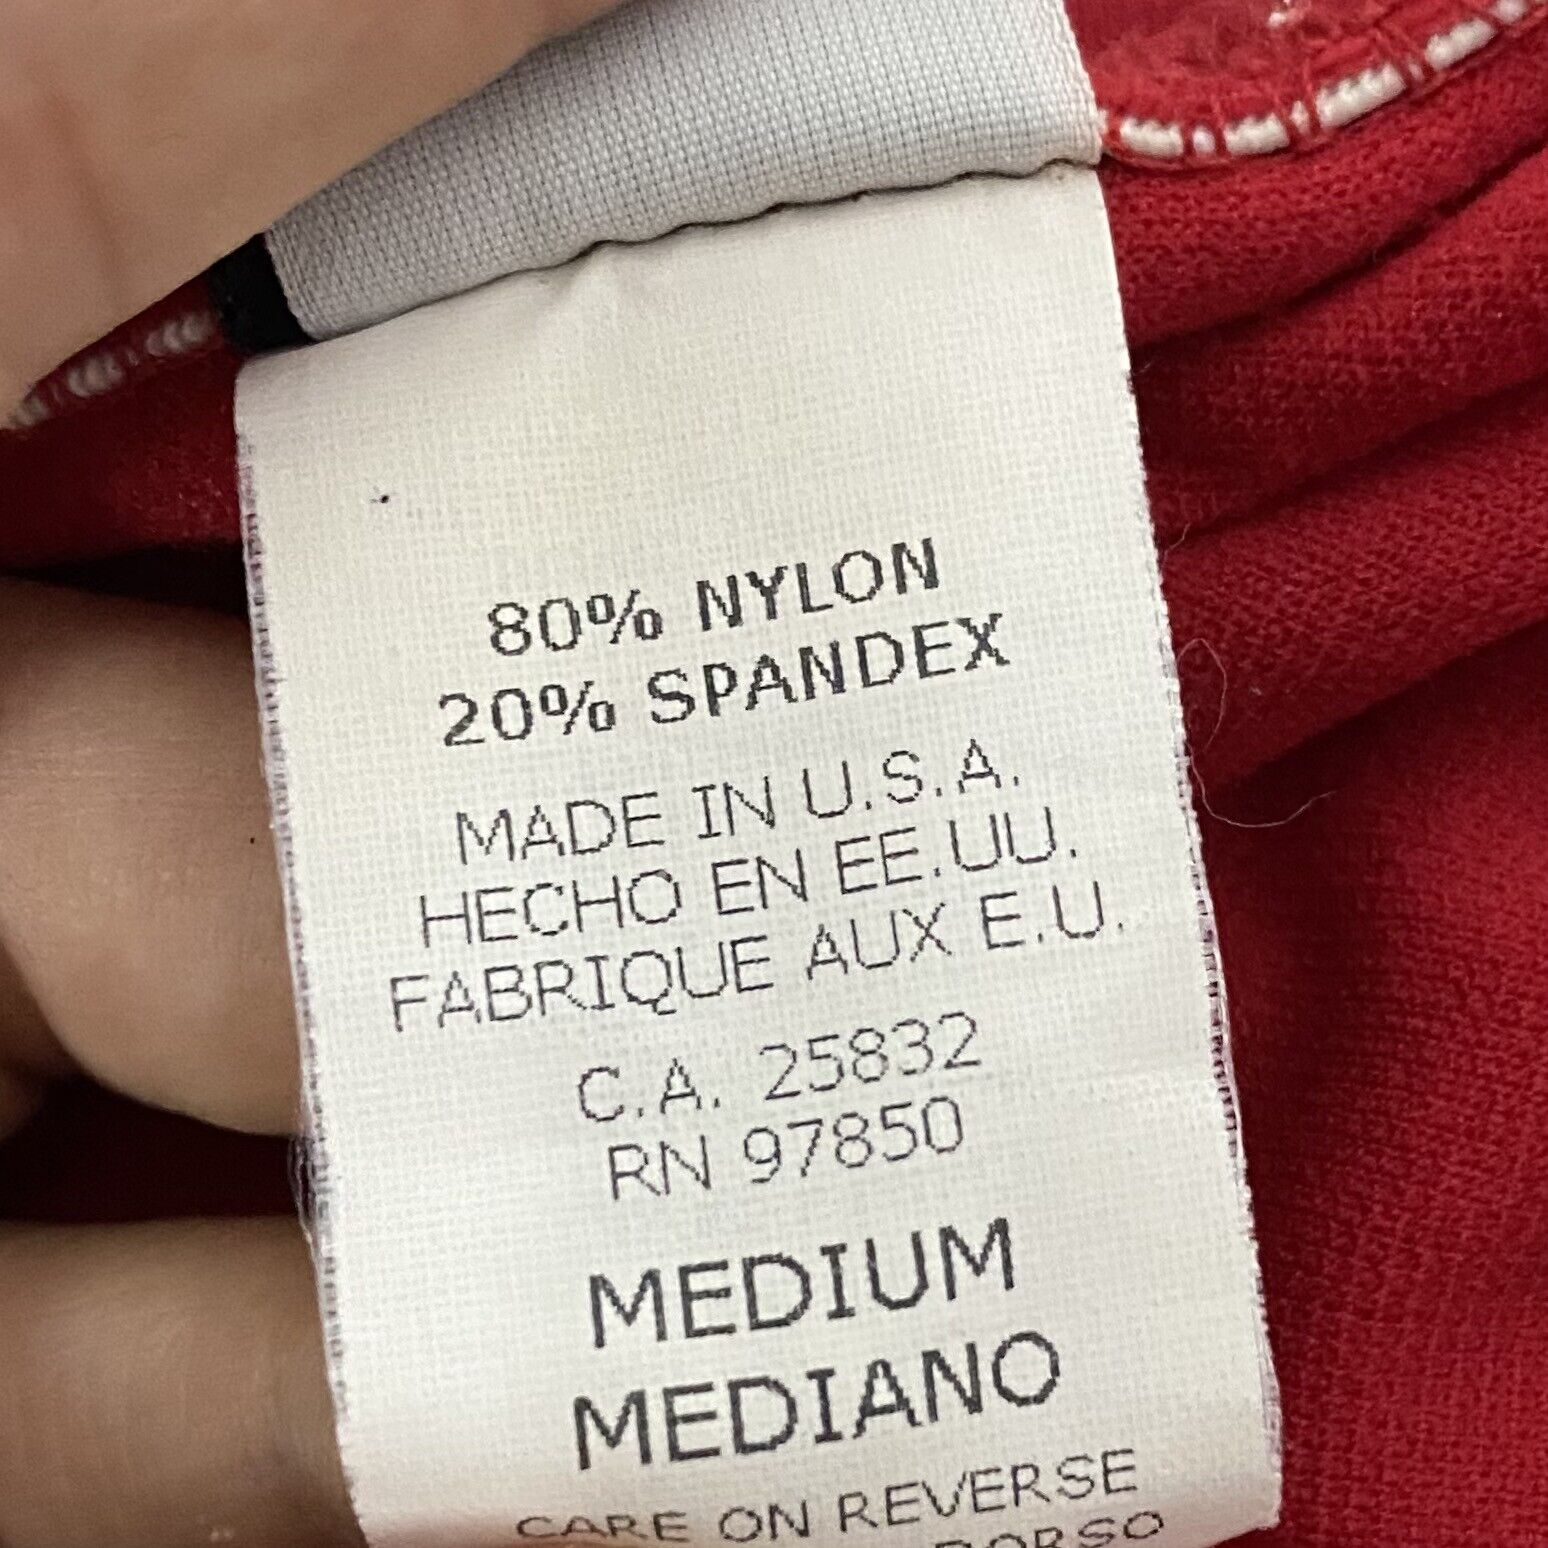 80% NYLON
20% SPANDEX
MADE IN U.S.A.
HECHO EN EE.UU.
FABRIQUE AUX E.U.
C.A. 25832
RN 97850
MEDIUM
MEDIANO
CARE ON REVERSE
DORSO